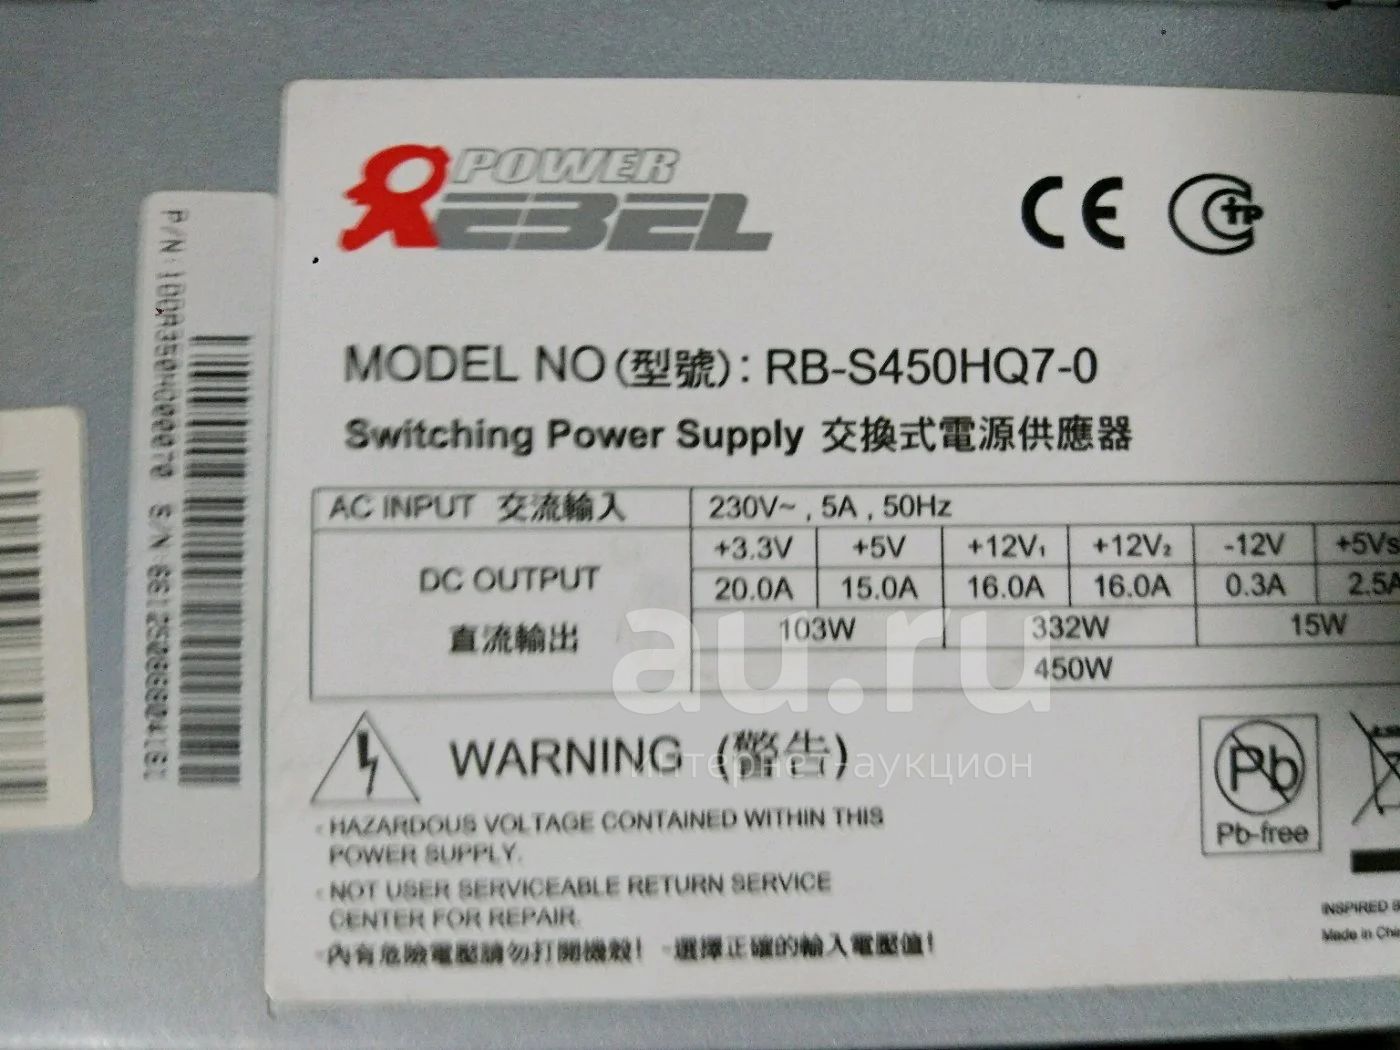 POWER
REBEL
CE
MODEL NO (型號): RB-S450HQ7-0
Switching Power Supply 交換式電源供應器
AC INPUT 交流輸入 230V~ , 5A , 50Hz
DC OUTPUT
直流輸出
+3.3V +5V +12V₁ +12V₂ -12V +5Vs
20.0A 15.0A 16.0A 16.0A 0.3A 2.5A
103W 332W 15W
450W
au.ru
интернет-аукцион
WARNING (警告)
HAZARDOUS VOLTAGE CONTAINED WITHIN THIS
POWER SUPPLY.
NOT USER SERVICEABLE RETURN SERVICE
CENTER FOR REPAIR.
內有危險電壓請勿打開機殼! 選擇正確的輸入電壓值!
Pb
Pb-free
INSPIRED
Made in
P/N:
S/N